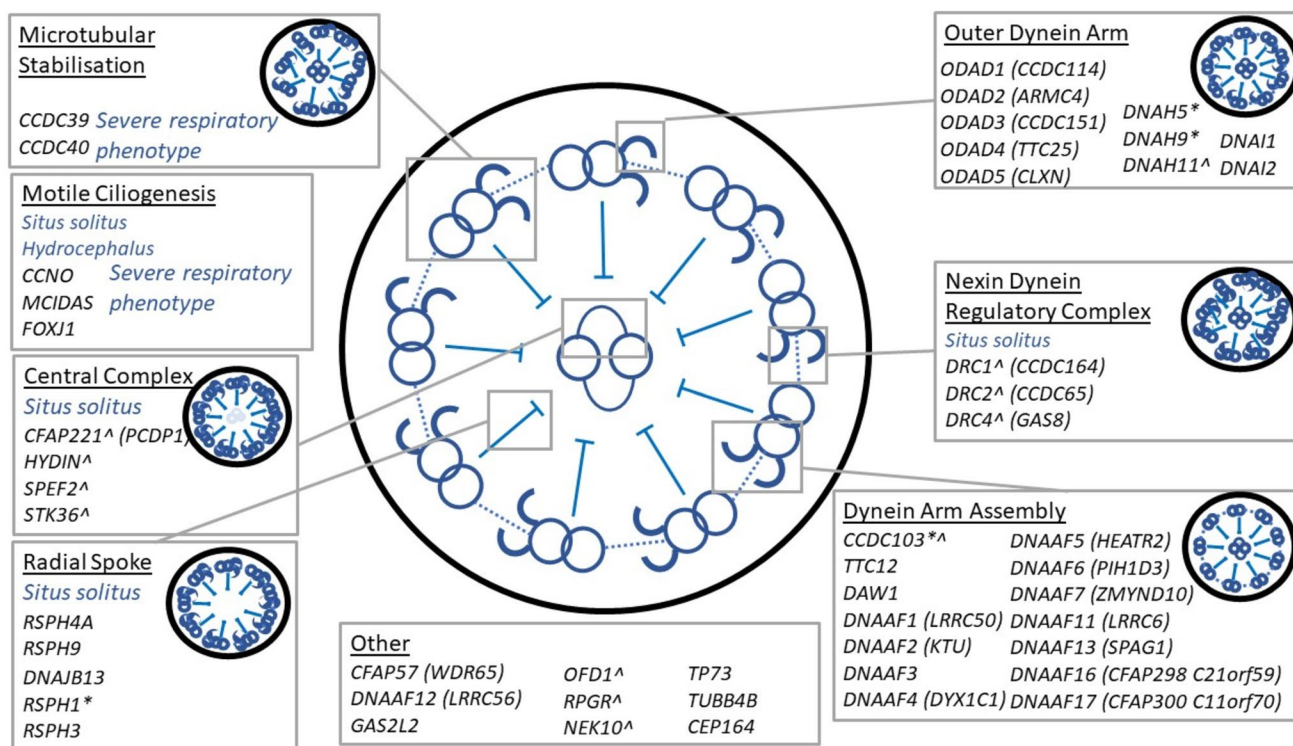 Microtubular
Stabilisation
CCDC39 Severe respiratory
CCDC40 phenotype
Motile Ciliogenesis
Situs solitus
Hydrocephalus
CCNO Severe respiratory
MCIDAS phenotype
FOXJ1
Central Complex
Situs solitus
CFAP221^ (PCDP1)
HYDIN^
SPEF2^
STK36^
Radial Spoke
Situs solitus
RSPH4A
RSPH9
DNAJB13
RSPH1*
RSPH3
Other
CFAP57 (WDR65) OFD1^ TP73
DNAAF12 (LRRC56) RPGR^ TUBB4B
GAS2L2 NEK10^ CEP164
Outer Dynein Arm
ODAD1 (CCDC114)
ODAD2 (ARMC4)
ODAD3 (CCDC151)
ODAD4 (TTC25)
ODAD5 (CLXN)
DNAH5*
DNAH9* DNAI1
DNAH11^ DNAI2
Nexin Dynein
Regulatory Complex
Situs solitus
DRC1^ (CCDC164)
DRC2^ (CCDC65)
DRC4^ (GAS8)
Dynein Arm Assembly
CCDC103*^ DNAAF5 (HEATR2)
TTC12 DNAAF6 (PIH1D3)
DAW1 DNAAF7 (ZMYND10)
DNAAF1 (LRRC50) DNAAF11 (LRRC6)
DNAAF2 (KTU) DNAAF13 (SPAG1)
DNAAF3 DNAAF16 (CFAP298 C21orf59)
DNAAF4 (DYX1C1) DNAAF17 (CFAP300 C11orf70)